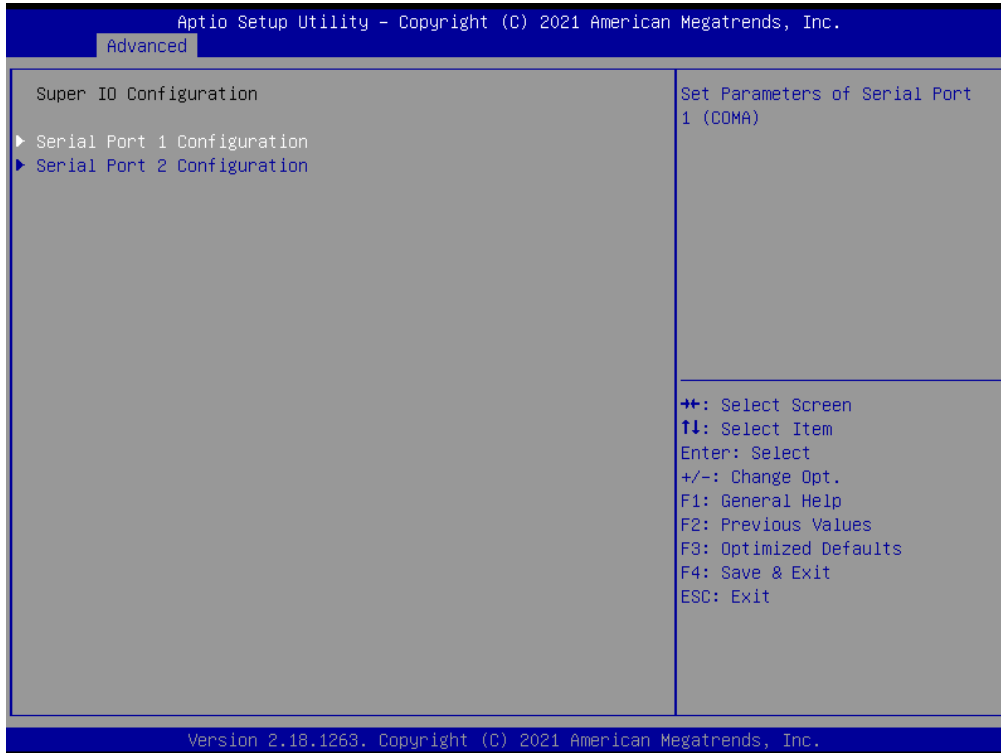 Aptio Setup Utility – Copyright (C) 2021 American Megatrends, Inc.
Advanced
Super IO Configuration
Serial Port 1 Configuration
Serial Port 2 Configuration
Set Parameters of Serial Port
1 (COMA)
→←: Select Screen
↑↓: Select Item
Enter: Select
+/-: Change Opt.
F1: General Help
F2: Previous Values
F3: Optimized Defaults
F4: Save & Exit
ESC: Exit
Version 2.18.1263. Copyright (C) 2021 American Megatrends, Inc.